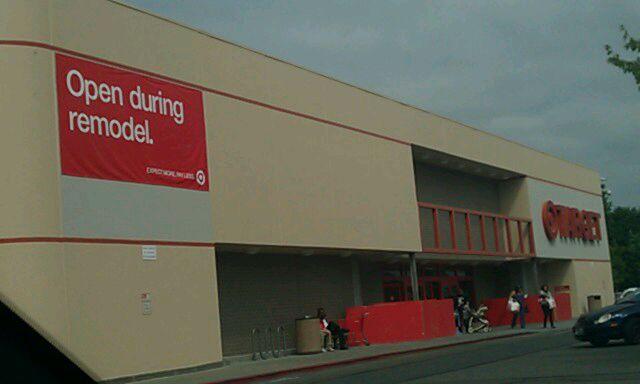 Open during
remodel.
EXPECT MORE. PAY LESS.
TARGET